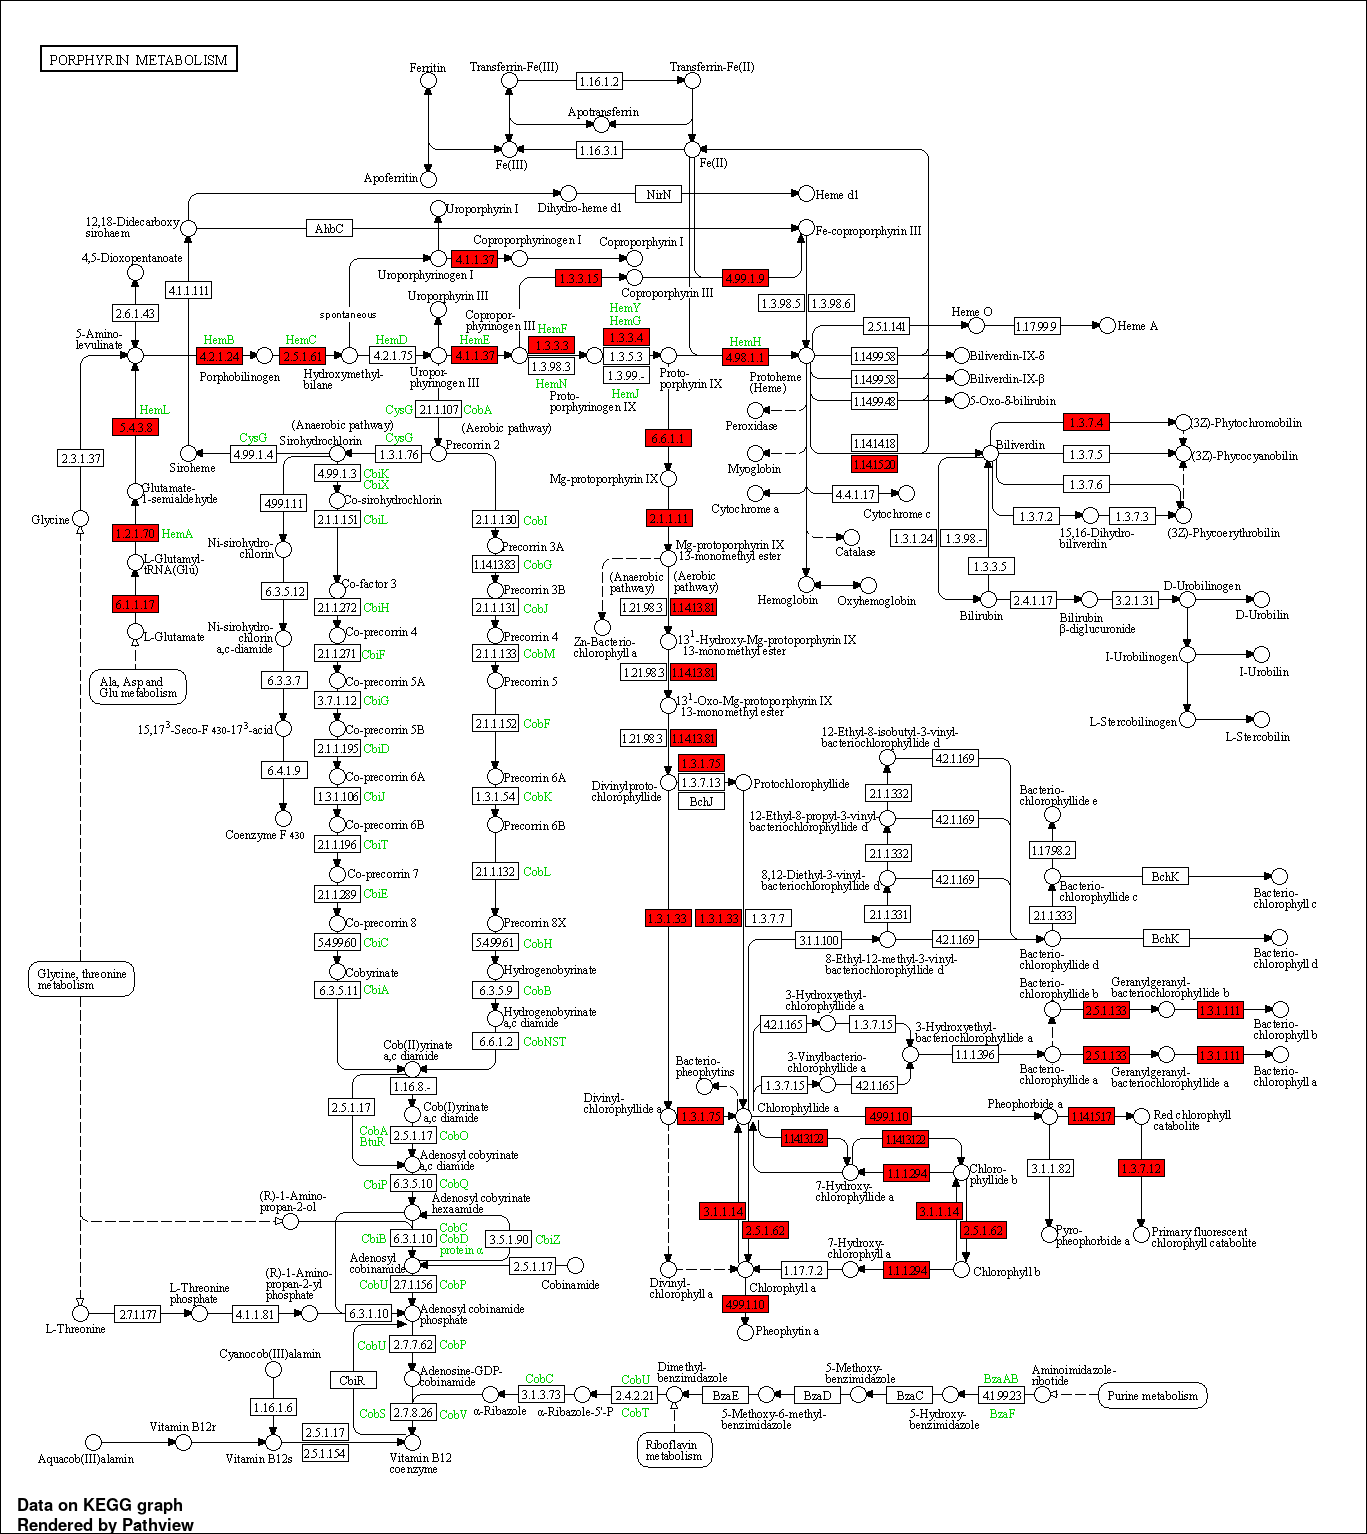 PORPHYRIN METABOLISM
Ferritin
Transferrin-Fe(III)
1.16.1.2
Transferrin-Fe(II)
Apotransferrin
Fe(III)
1.16.3.1
Fe(II)
Apoferritin
12,18-Didecarboxy
sirohaem
Dihydro-heme d1
NirN
Heme d1
Uroporphyrin I
AhbC
Fe-coproporphyrin III
4,5-Dioxopentanoate
4.1.1.111
2.6.1.43
Uroporphyrinogen I
4.1.1.37
Coproporphyrinogen I
Coproporphyrin I
1.3.3.15
Coproporphyrin III
4.99.1.9
1.3.98.5
1.3.98.6
spontaneous
Uroporphyrin III
Copropor-
phyrinogen III
5-Amino-
levulinate
HemB
4.2.1.24
Porphobilinogen
HemC
2.5.1.61
Hydroxymethyl-
bilane
HemD
4.2.1.75
Uropor-
phyrinogen III
HemE
4.1.1.37
HemF
1.3.3.3
1.3.98.3
HemN
Proto-
porphyrinogen IX
HemY
HemG
1.3.3.4
1.3.5.3
1.3.99.-
HemJ
Proto-
porphyrin IX
HemH
4.98.1.1
Protoheme
(Heme)
2.5.1.141
Heme O
1.17.99.9
Heme A
1.14.99.58
Biliverdin-IX-δ
1.14.99.58
Biliverdin-IX-β
1.14.99.48
5-Oxo-δ-bilirubin
Peroxidase
Myoglobin
Cytochrome a
1.14.14.18
1.14.15.20
4.4.1.17
Cytochrome c
Catalase
Hemoglobin
Oxyhemoglobin
Biliverdin
1.3.7.4
(3Z)-Phytochromobilin
1.3.7.5
(3Z)-Phycocyanobilin
1.3.7.6
1.3.7.2
15,16-Dihydro-
biliverdin
1.3.7.3
(3Z)-Phycoerythrobilin
1.3.1.24
1.3.98.-
1.3.3.5
Bilirubin
2.4.1.17
Bilirubin
β-diglucuronide
3.2.1.31
D-Urobilinogen
D-Urobilin
I-Urobilinogen
I-Urobilin
L-Stercobilinogen
L-Stercobilin
HemL
5.4.3.8
2.3.1.37
Glycine
Glutamate-
1-semialdehyde
1.2.1.70
HemA
L-Glutamyl-
tRNA(Glu)
6.1.1.17
L-Glutamate
Ala, Asp and
Glu metabolism
CysG
2.1.1.107
CobA
(Anaerobic pathway)
(Aerobic pathway)
Siroheme
CysG
4.99.1.4
Sirohydrochlorin
CysG
1.3.1.76
Precorrin 2
4.99.1.3
CbiK
CbiX
4.99.1.11
Co-sirohydrochlorin
2.1.1.151
CbiL
Ni-sirohydro-
chlorin
6.3.5.12
Co-factor 3
2.1.1.272
CbiH
Ni-sirohydro-
chlorin
a,c-diamide
Co-precorrin 4
2.1.1.271
CbiF
6.3.3.7
Co-precorrin 5A
3.7.1.12
CbiG
15,17³-Seco-F 430-17³-acid
Co-precorrin 5B
2.1.1.195
CbiD
6.4.1.9
Co-precorrin 6A
1.3.1.106
CbiJ
Coenzyme F 430
Co-precorrin 6B
2.1.1.196
CbiT
Co-precorrin 7
2.1.1.289
CbiE
Co-precorrin 8
5.4.99.60
CbiC
Cobyrinate
6.3.5.11
CbiA
2.1.1.130
CobI
Precorrin 3A
1.14.13.83
CobG
Precorrin 3B
2.1.1.131
CobJ
Precorrin 4
2.1.1.133
CobM
Precorrin 5
2.1.1.152
CobF
Precorrin 6A
1.3.1.54
CobK
Precorrin 6B
2.1.1.132
CobL
Precorrin 8X
5.4.99.61
CobH
Hydrogenobyrinate
6.3.5.9
CobB
Hydrogenobyrinate
a,c diamide
6.6.1.2
CobNST
6.6.1.1
Mg-protoporphyrin IX
2.1.1.11
Mg-protoporphyrin IX
13-monomethyl ester
(Anaerobic
pathway)
(Aerobic
pathway)
1.21.98.3
1.14.13.81
Zn-Bacterio-
chlorophyll a
13¹-Hydroxy-Mg-protoporphyrin IX
13-monomethyl ester
1.21.98.3
1.14.13.81
13¹-Oxo-Mg-protoporphyrin IX
13-monomethyl ester
1.21.98.3
1.14.13.81
Divinylproto-
chlorophyllide
1.3.1.75
1.3.7.13
BchJ
Protochlorophyllide
12-Ethyl-8-isobutyl-3-vinyl-
bacteriochlorophyllide d
4.2.1.169
2.1.1.332
12-Ethyl-8-propyl-3-vinyl-
bacteriochlorophyllide d
4.2.1.169
2.1.1.332
8,12-Diethyl-3-vinyl-
bacteriochlorophyllide d
4.2.1.169
2.1.1.331
3.1.1.100
8-Ethyl-12-methyl-3-vinyl-
bacteriochlorophyllide d
4.2.1.169
Bacterio-
chlorophyllide e
1.17.98.2
Bacterio-
chlorophyllide c
BchK
Bacterio-
chlorophyll c
2.1.1.333
Bacterio-
chlorophyllide d
BchK
Bacterio-
chlorophyll d
1.3.1.33
1.3.1.33
1.3.7.7
Glycine, threonine
metabolism
3-Hydroxyethyl-
chlorophyllide a
4.2.1.165
1.3.7.15
3-Hydroxyethyl-
bacteriochlorophyllide a
3-Vinylbacterio-
chlorophyllide a
1.3.7.15
4.2.1.165
1.1.1.396
Bacterio-
chlorophyllide b
2.5.1.133
Geranylgeranyl-
bacteriochlorophyllide b
1.3.1.111
Bacterio-
chlorophyll b
Bacterio-
chlorophyllide a
2.5.1.133
Geranylgeranyl-
bacteriochlorophyllide a
1.3.1.111
Bacterio-
chlorophyll a
Bacterio-
pheophytins
Divinyl-
chlorophyllide a
1.3.1.75
Chlorophyllide a
4.99.1.10
Pheophorbide a
1.14.15.17
Red chlorophyll
catabolite
1.14.13.122
1.14.13.122
7-Hydroxy-
chlorophyllide a
1.1.1.294
Chloro-
phyllide b
3.1.1.82
1.3.7.12
3.1.1.14
2.5.1.62
3.1.1.14
2.5.1.62
Pyro-
pheophorbide a
Primary fluorescent
chlorophyll catabolite
Divinyl-
chlorophyll a
Chlorophyll a
1.17.7.2
7-Hydroxy-
chlorophyll a
1.1.1.294
Chlorophyll b
4.99.1.10
Pheophytin a
Cob(II)yrinate
a,c diamide
1.16.8.-
2.5.1.17
Cob(I)yrinate
a,c diamide
CobA
BtuR
2.5.1.17
CobO
Adenosyl cobyrinate
a,c diamide
CbiP
6.3.5.10
CobQ
Adenosyl cobyrinate
hexaamide
(R)-1-Amino-
propan-2-ol
CbiB
6.3.1.10
CobC
CobD
protein α
3.5.1.90
CbiZ
Adenosyl
cobinamide
2.5.1.17
Cobinamide
CobU
2.7.1.156
CobP
L-Threonine
2.7.1.177
L-Threonine
phosphate
4.1.1.81
(R)-1-Amino-
propan-2-yl
phosphate
6.3.1.10
Adenosyl cobinamide
phosphate
CobU
2.7.7.62
CobP
Cyanocob(III)alamin
CbiR
Adenosine-GDP-
cobinamide
1.16.1.6
CobS
2.7.8.26
CobV
α-Ribazole
CobC
3.1.3.73
α-Ribazole-5'-P
CobU
2.4.2.21
CobT
Dimethyl-
benzimidazole
BzaE
5-Methoxy-6-methyl-
benzimidazole
BzaD
5-Methoxy-
benzimidazole
BzaC
5-Hydroxy-
benzimidazole
BzaAB
4.1.99.23
BzaF
Aminoimidazole-
ribotide
Purine metabolism
Aquacob(III)alamin
Vitamin B12r
Vitamin B12s
2.5.1.17
2.5.1.154
Vitamin B12
coenzyme
Riboflavin
metabolism
Data on KEGG graph
Rendered by Pathview